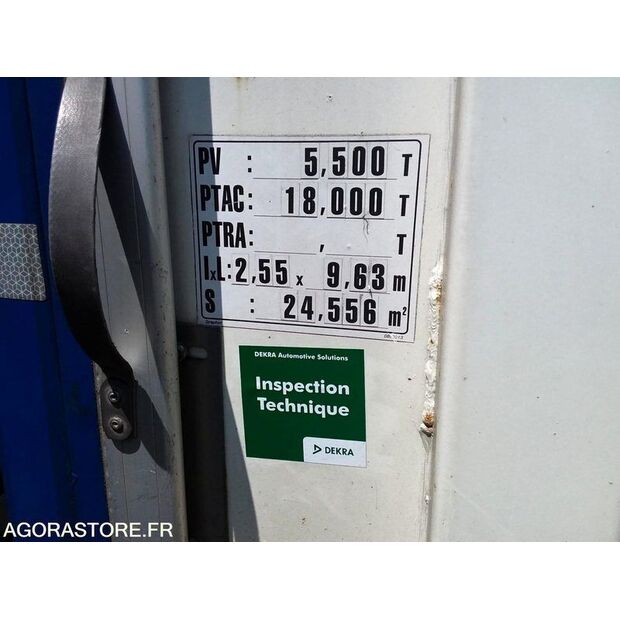 PV : 5,500 T
PTAC : 18,000 T
PTRA : , T
lxL : 2,55 x 9,63 m
S : 24,556 m²
DEKRA Automotive Solutions
Inspection
Technique
DEKRA
AGORASTORE.FR